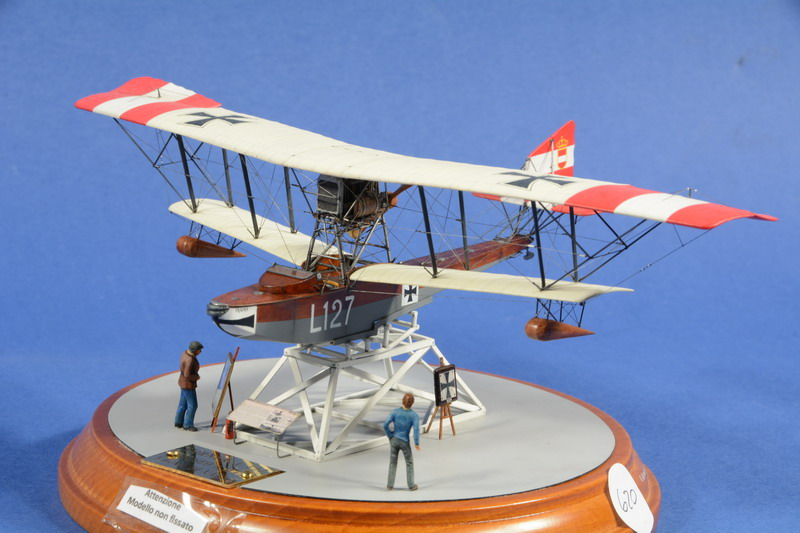 L127
Attenzione
Modello non fissato
620